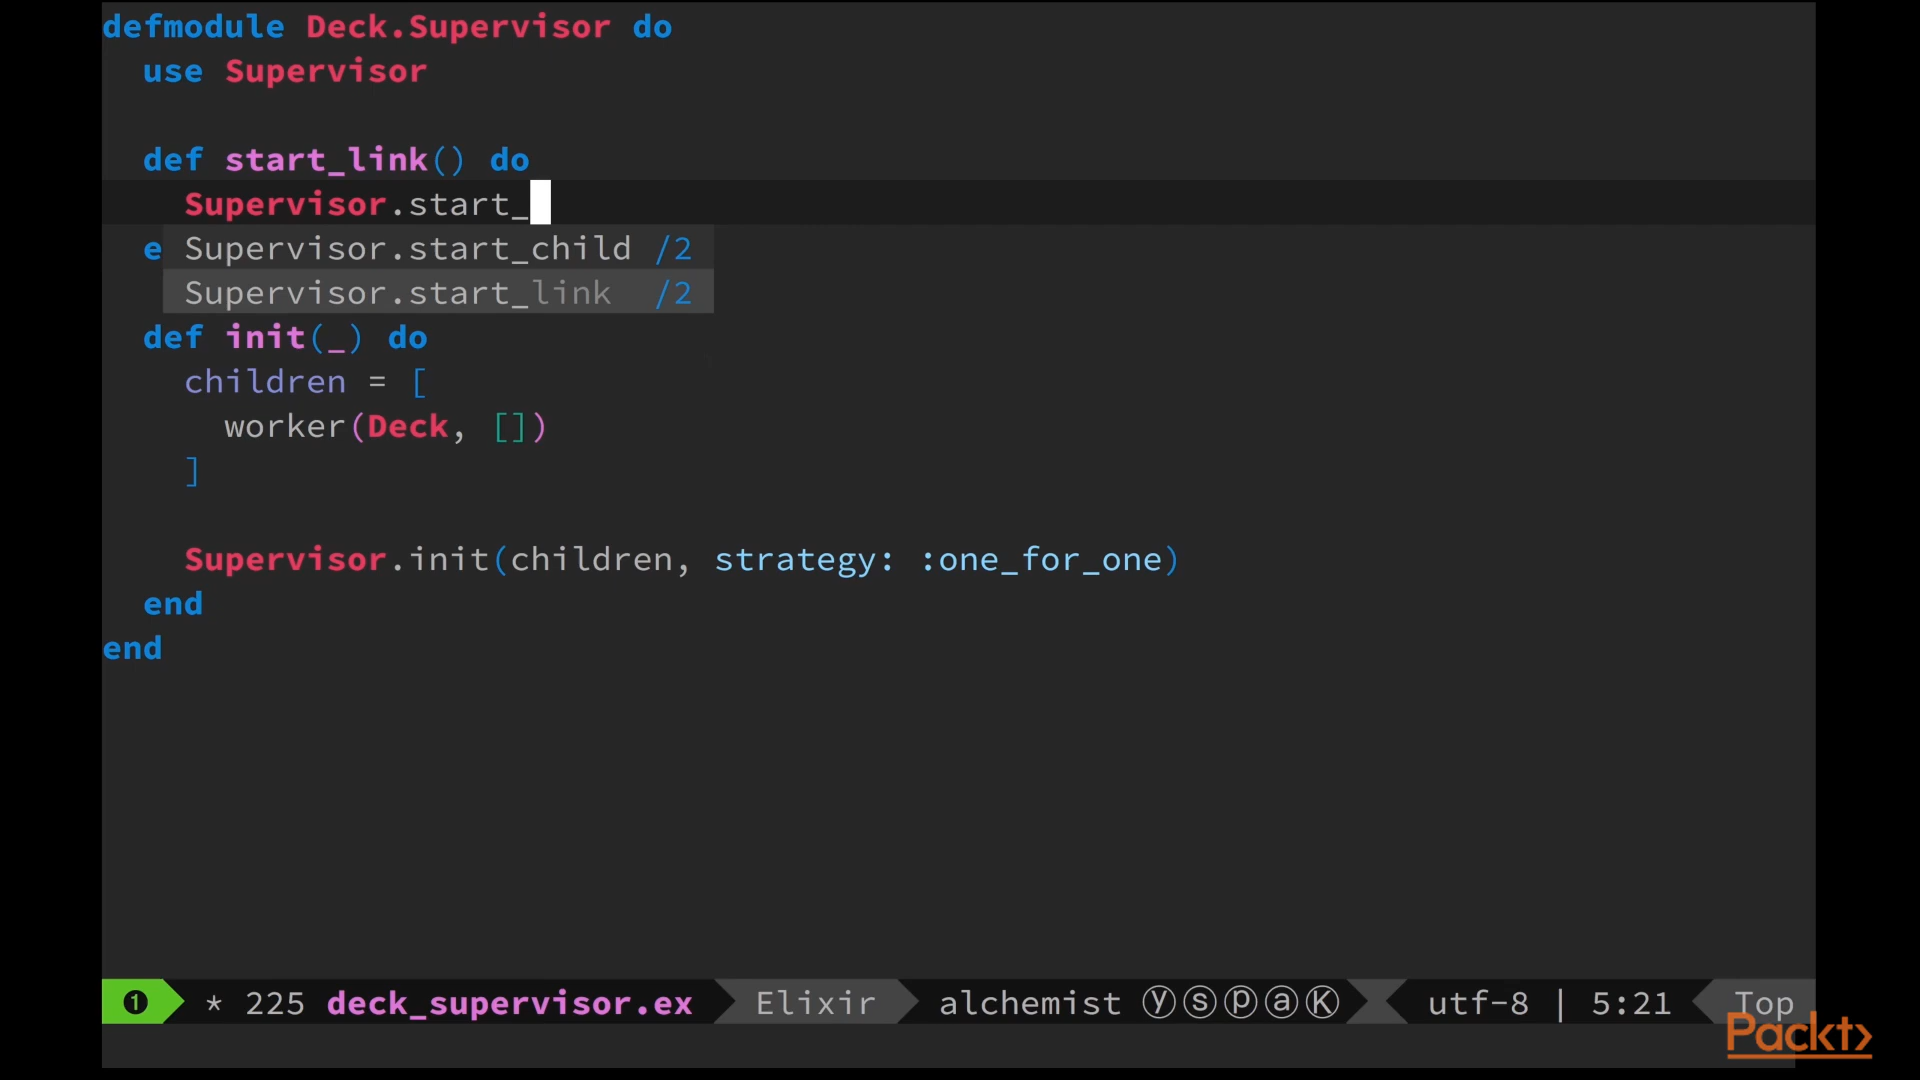 defmodule Deck.Supervisor do
  use Supervisor
  def start_link() do
    Supervisor.start_
  e Supervisor.start_child /2
    Supervisor.start_link /2
  def init(_) do
    children = [
      worker(Deck, [])
    ]
    Supervisor.init(children, strategy: :one_for_one)
  end
end
❶ * 225 deck_supervisor.ex Elixir alchemist ⓨⓢⓟⓐⓀ utf-8 | 5:21 Top
Packt>